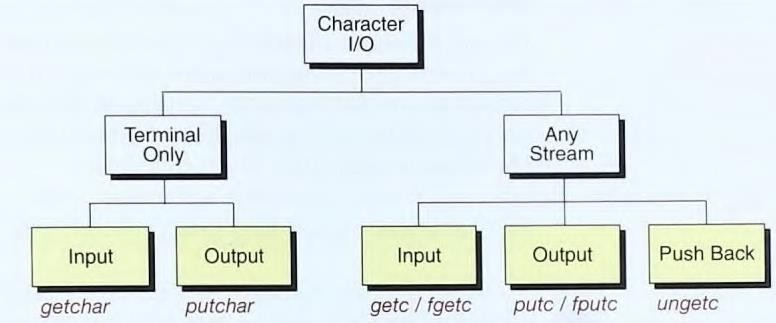 Character
I/O
Terminal
Only
Any
Stream
Input
Output
Input
Output
Push Back
getchar
putchar
getc / fgetc
putc / fputc
ungetc